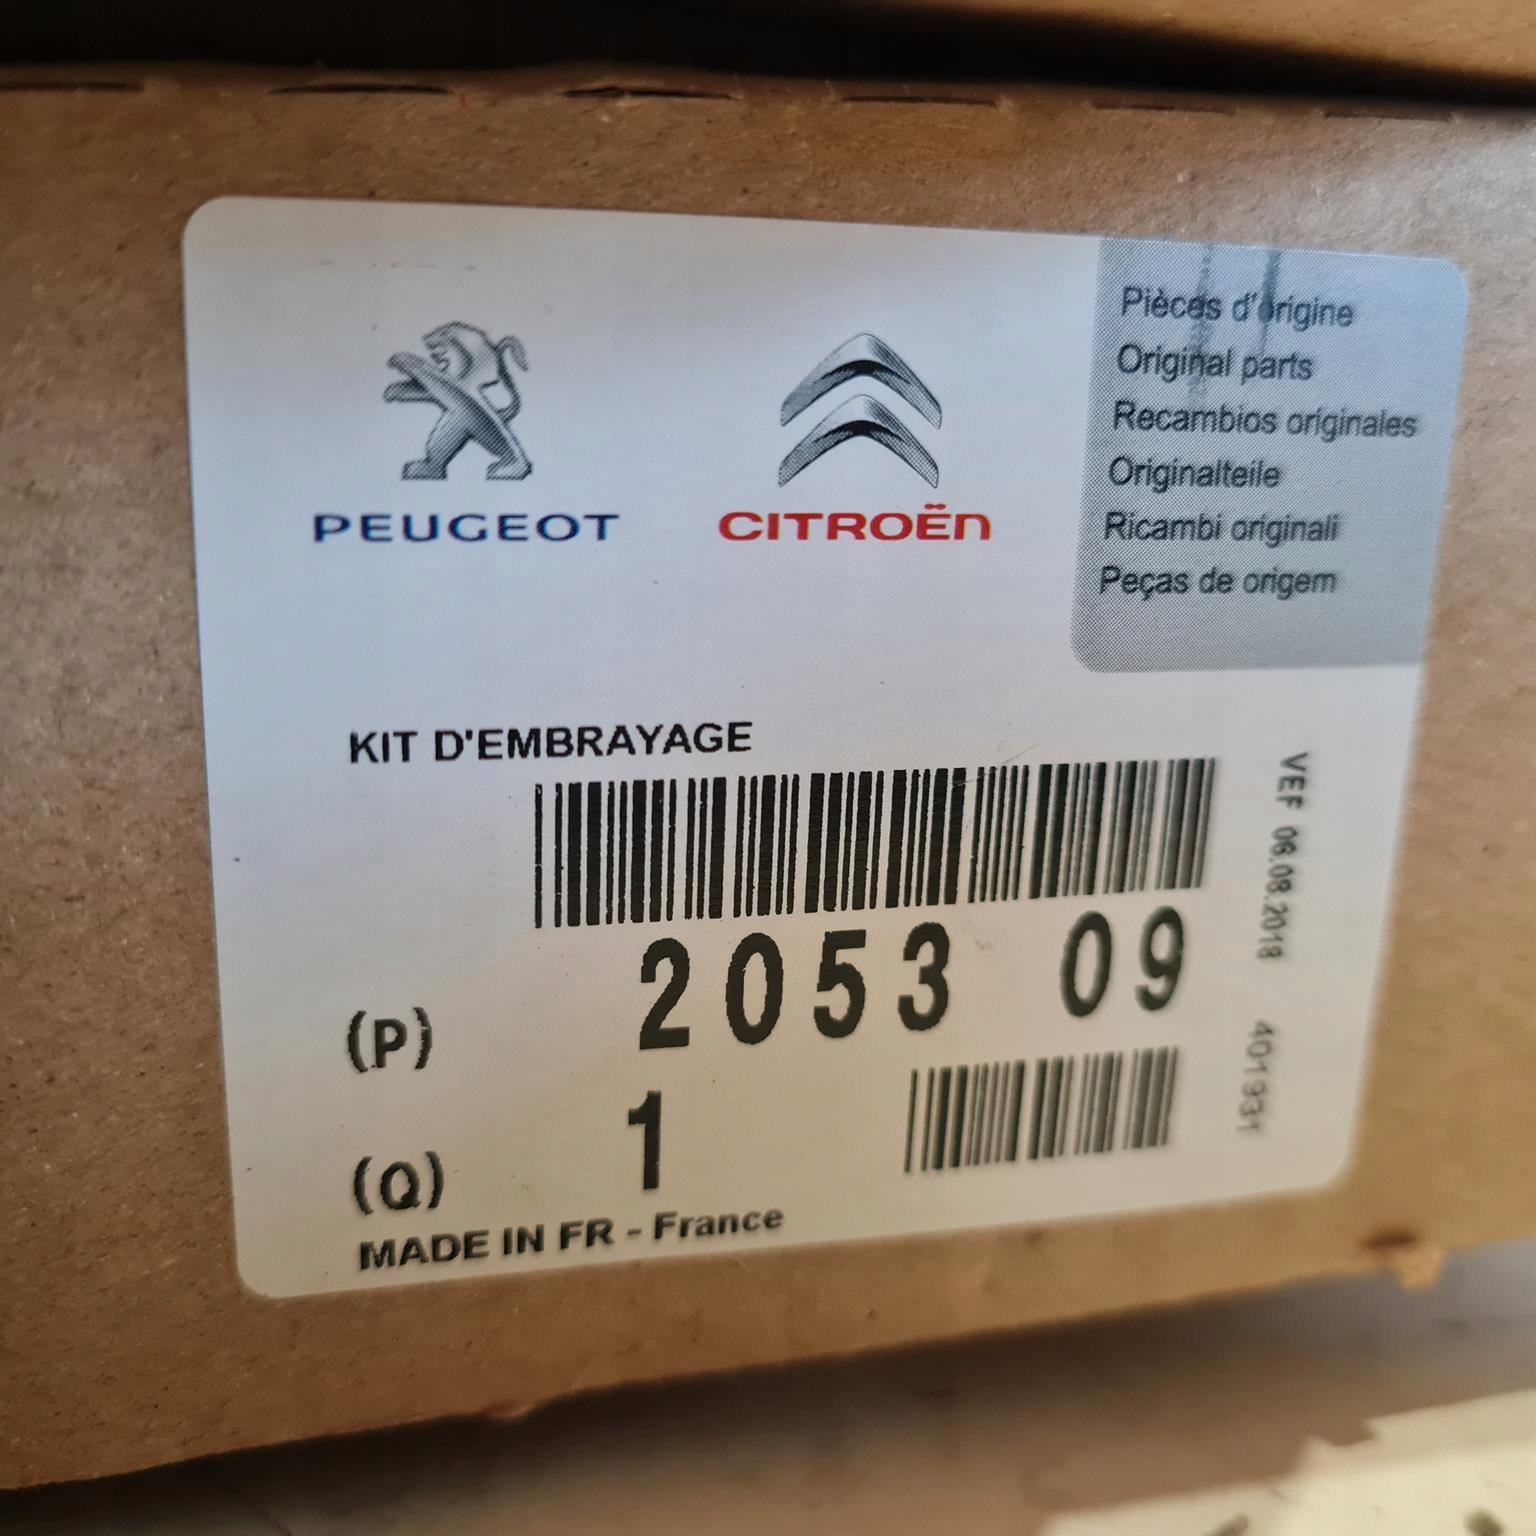 PEUGEOT
CITROËN
Pièces d'origine
Original parts
Recambios originales
Originalteile
Ricambi originali
Peças de origem
KIT D'EMBRAYAGE
(P) 2053 09
(Q) 1
MADE IN FR - France
VEF 06.08.2018 401931